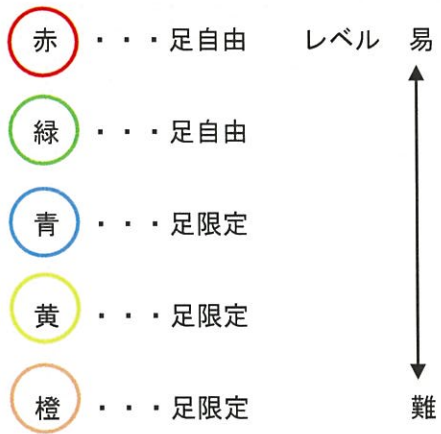 赤 ・・・足自由 レベル 易
緑 ・・・足自由
青 ・・・足限定
黄 ・・・足限定
橙 ・・・足限定 難